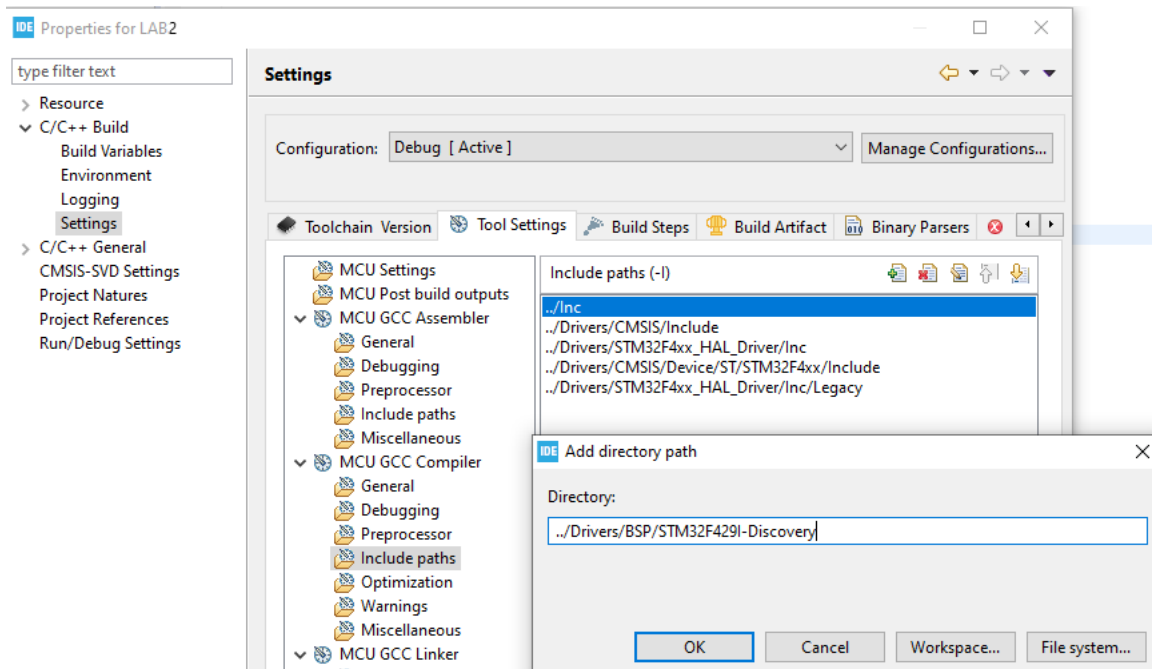 IDE Properties for LAB2
type filter text
Resource
C/C++ Build
Build Variables
Environment
Logging
Settings
C/C++ General
CMSIS-SVD Settings
Project Natures
Project References
Run/Debug Settings
Settings
Configuration: Debug [ Active ] Manage Configurations...
Toolchain Version Tool Settings Build Steps Build Artifact Binary Parsers
MCU Settings
MCU Post build outputs
MCU GCC Assembler
General
Debugging
Preprocessor
Include paths
Miscellaneous
MCU GCC Compiler
General
Debugging
Preprocessor
Include paths
Optimization
Warnings
Miscellaneous
MCU GCC Linker
Include paths (-I)
../Inc
../Drivers/CMSIS/Include
../Drivers/STM32F4xx_HAL_Driver/Inc
../Drivers/CMSIS/Device/ST/STM32F4xx/Include
../Drivers/STM32F4xx_HAL_Driver/Inc/Legacy
IDE Add directory path
Directory:
../Drivers/BSP/STM32F429I-Discovery
OK Cancel Workspace... File system...